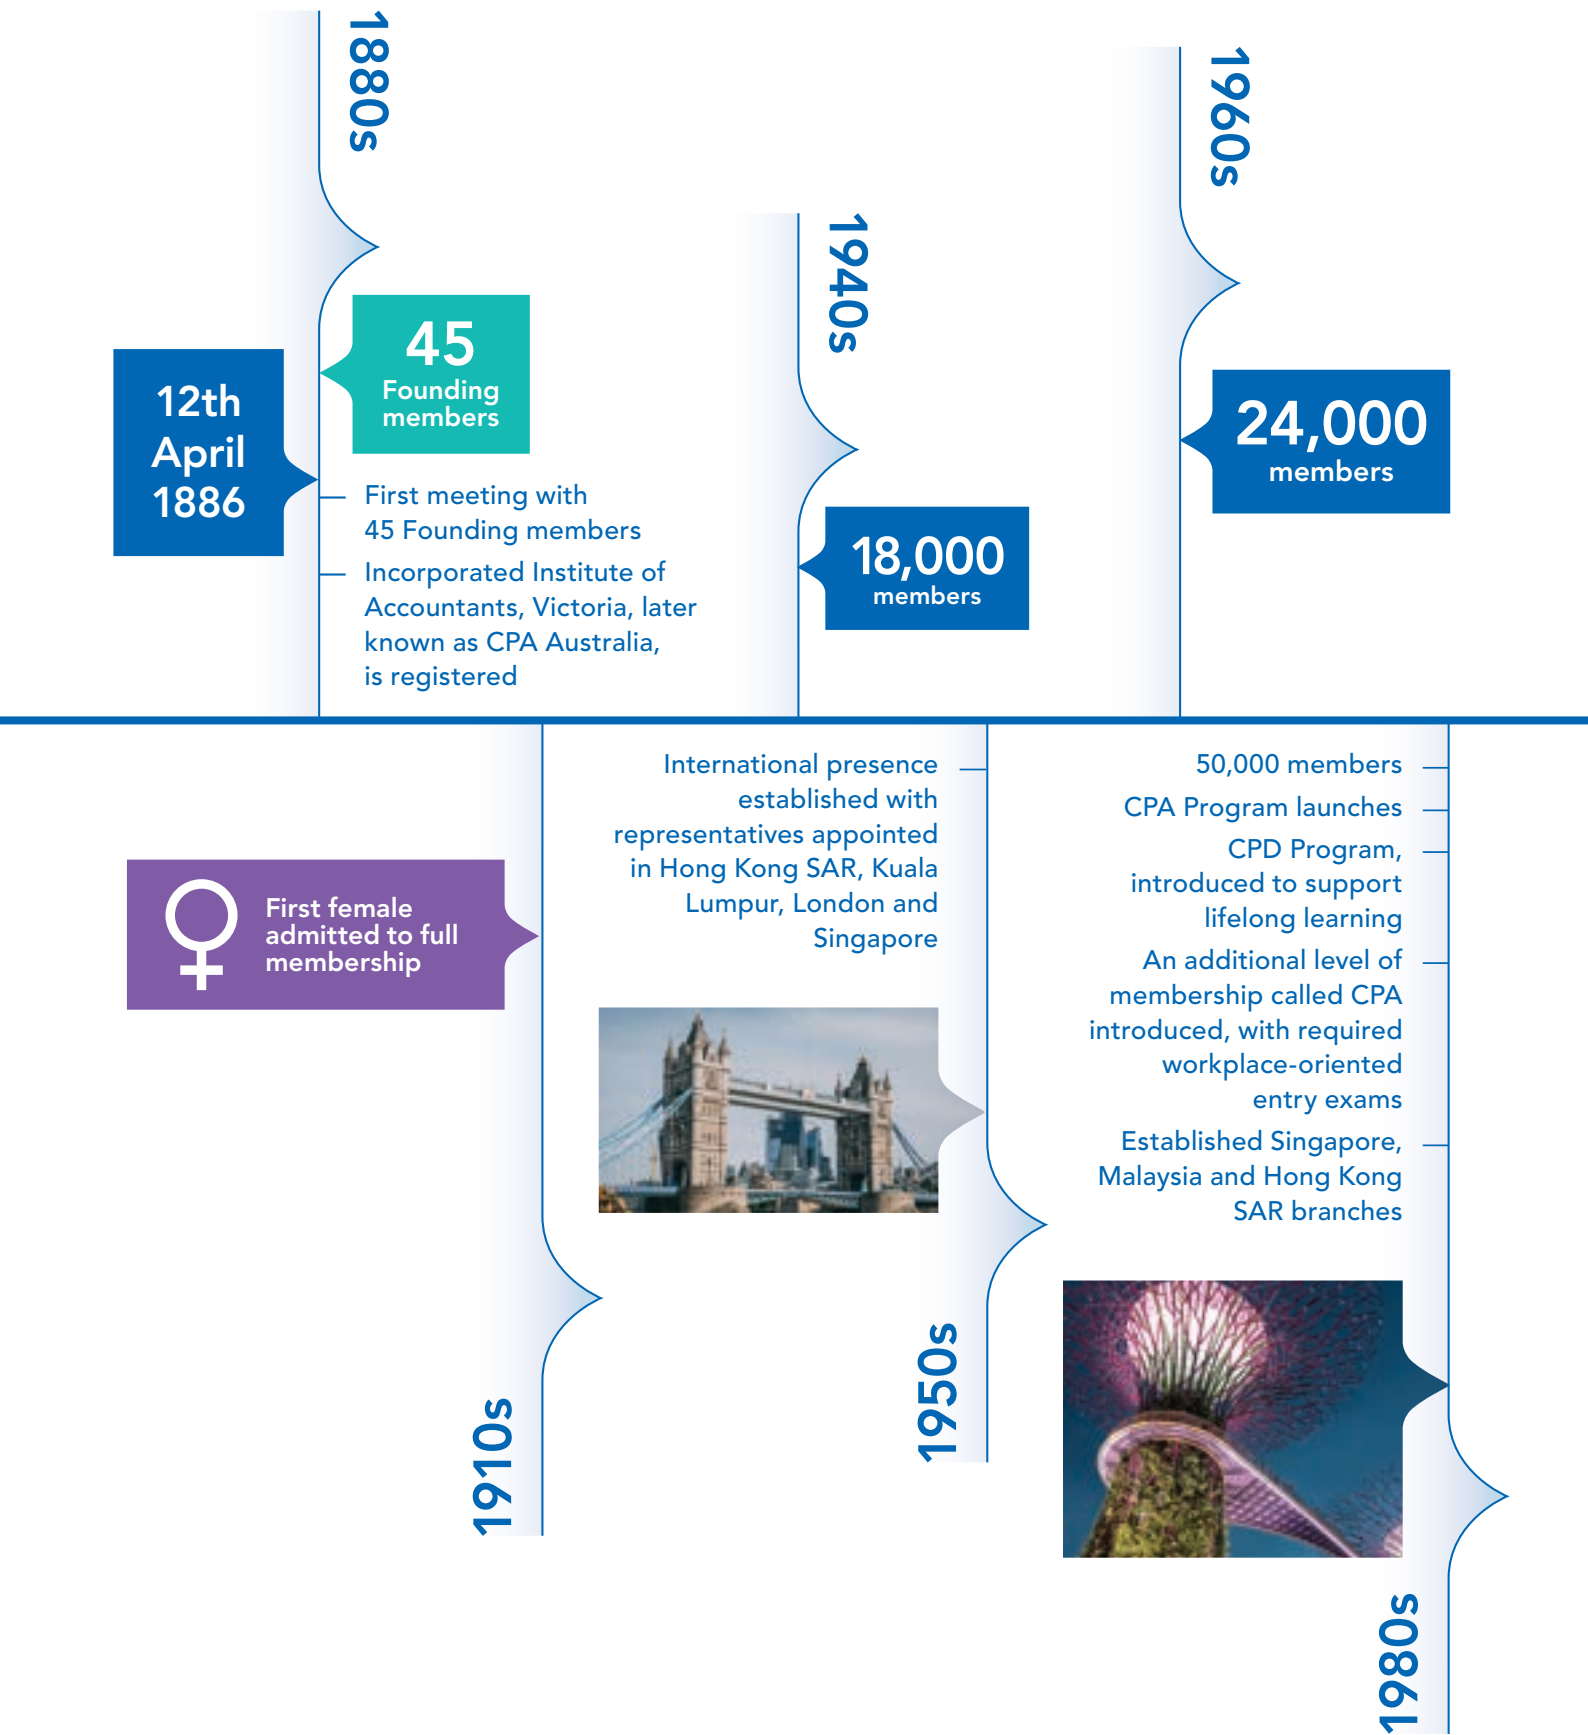 1880s
12th
April
1886
45
Founding
members
First meeting with
45 Founding members
Incorporated Institute of
Accountants, Victoria, later
known as CPA Australia,
is registered
1940s
18,000
members
1960s
24,000
members
First female
admitted to full
membership
1910s
International presence
established with
representatives appointed
in Hong Kong SAR, Kuala
Lumpur, London and
Singapore
1950s
50,000 members
CPA Program launches
CPD Program,
introduced to support
lifelong learning
An additional level of
membership called CPA
introduced, with required
workplace-oriented
entry exams
Established Singapore,
Malaysia and Hong Kong
SAR branches
1980s